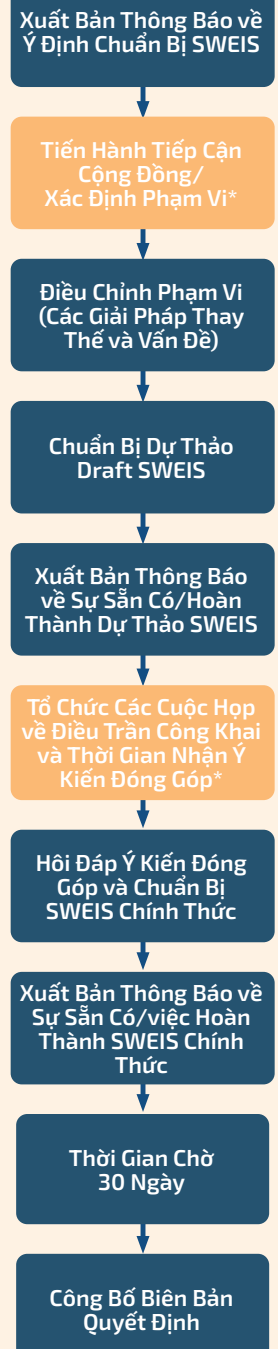 Xuất Bản Thông Báo về
Ý Định Chuẩn Bị SWEIS
Tiến Hành Tiếp Cận
Cộng Đồng/
Xác Định Phạm Vi*
Điều Chỉnh Phạm Vi
(Các Giải Pháp Thay
Thế và Vấn Đề)
Chuẩn Bị Dự Thảo
Draft SWEIS
Xuất Bản Thông Báo
về Sự Sẵn Có/Hoàn
Thành Dự Thảo SWEIS
Tổ Chức Các Cuộc Họp
về Điều Trần Công Khai
và Thời Gian Nhận Ý
Kiến Đóng Góp*
Hồi Đáp Ý Kiến Đóng
Góp và Chuẩn Bị
SWEIS Chính Thức
Xuất Bản Thông Báo về
Sự Sẵn Có/việc Hoàn
Thành SWEIS Chính
Thức
Thời Gian Chờ
30 Ngày
Công Bố Biên Bản
Quyết Định